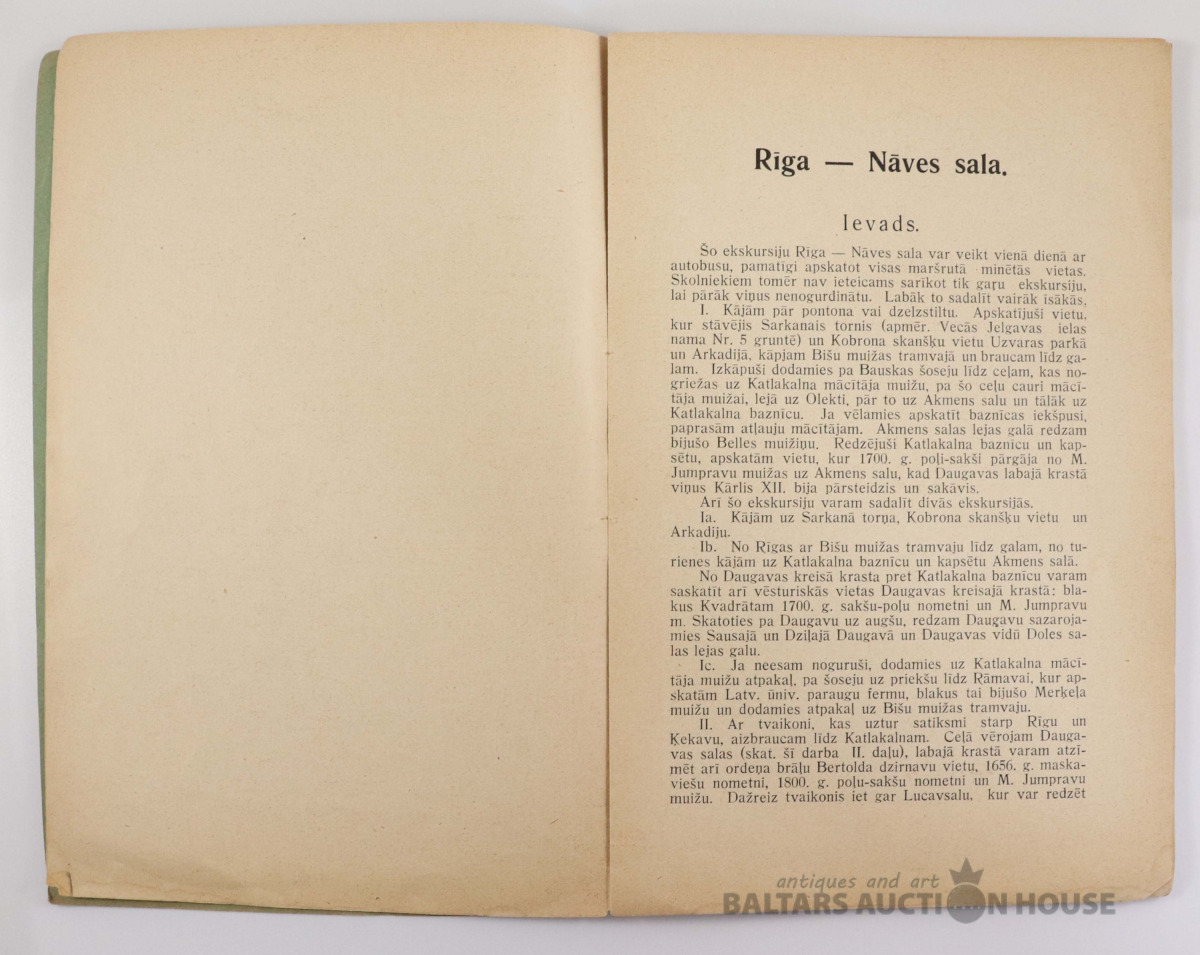 Rīga — Nāves sala.
Ievads.
Šo ekskursiju Rīga — Nāves sala var veikt vienā dienā ar
autobusu, pamatīgi apskatot visas maršrutā minētās vietas.
Skolniekiem tomēr nav ieteicams sarīkot tik gaŗu ekskursiju,
lai pārāk viņus nenogurdinātu. Labāk to sadalīt vairāk īsākās.
I. Kājām pār pontona vai dzelzstiltu. Apskatījuši vietu,
kur stāvējis Sarkanais tornis (apmēr. Vecās Jelgavas ielas
nama Nr. 5 gruntē) un Kobrona skanšķu vietu Uzvaras parkā
un Arkadijā, kāpjam Bišu muižas tramvajā un braucam līdz ga-
lam. Izkāpuši dodamies pa Bauskas šoseju līdz ceļam, kas no-
griežas uz Katlakalna mācītāja muižu, pa šo ceļu cauri mācī-
tāja muižai, lejā uz Olekti, pār to uz Akmens salu un tālāk uz
Katlakalna baznīcu. Ja vēlamies apskatīt baznīcas iekšpusi,
paprasām atļauju mācītājam. Akmens salas lejas galā redzam
bijušo Belles muižiņu. Redzējuši Katlakalna baznīcu un kap-
sētu, apskatām vietu, kur 1700. g. poļi-sakši pārgāja no M.
Jumpravu muižas uz Akmens salu, kad Daugavas labajā krastā
viņus Kārlis XII. bija pārsteidzis un sakāvis.
Arī šo ekskursiju varam sadalīt divās ekskursijās.
Ia. Kājām uz Sarkanā torņa, Kobrona skanšķu vietu un
Arkadiju.
Ib. No Rīgas ar Bišu muižas tramvaju līdz galam, no tu-
rienes kājām uz Katlakalna baznīcu un kapsētu Akmens salā.
No Daugavas kreisā krasta pret Katlakalna baznīcu varam
saskatīt arī vēsturiskās vietas Daugavas kreisajā krastā: bla-
kus Kvadrātam 1700. g. sakšu-poļu nometni un M. Jumpravu
m. Skatoties pa Daugavu uz augšu, redzam Daugavu sazaroja-
mies Sausajā un Dziļajā Daugavā un Daugavas vidū Doles sa-
las lejas galu.
Ic. Ja neesam noguruši, dodamies uz Katlakalna mācī-
tāja muižu atpakaļ, pa šoseju uz priekšu līdz Rāmavai, kur ap-
skatām Latv. ūniv. paraugu fermu, blakus tai bijušo Merķeļa
muižu un dodamies atpakaļ uz Bišu muižas tramvaju.
II. Ar tvaikoni, kas uztur satiksmi starp Rīgu un
Ķekavu, aizbraucam līdz Katlakalnam. Ceļā vērojam Dauga-
vas salas (skat. šī darba II. daļu), labajā krastā varam atzī-
mēt arī ordeņa brāļu Bertolda dzirnavu vietu, 1656. g. maska-
viešu nometni, 1800. g. poļu-sakšu nometni un M. Jumpravu
muižu. Dažreiz tvaikonis iet gar Lucavsalu, kur var redzēt
antiques and art
BALTARS AUCTION HOUSE